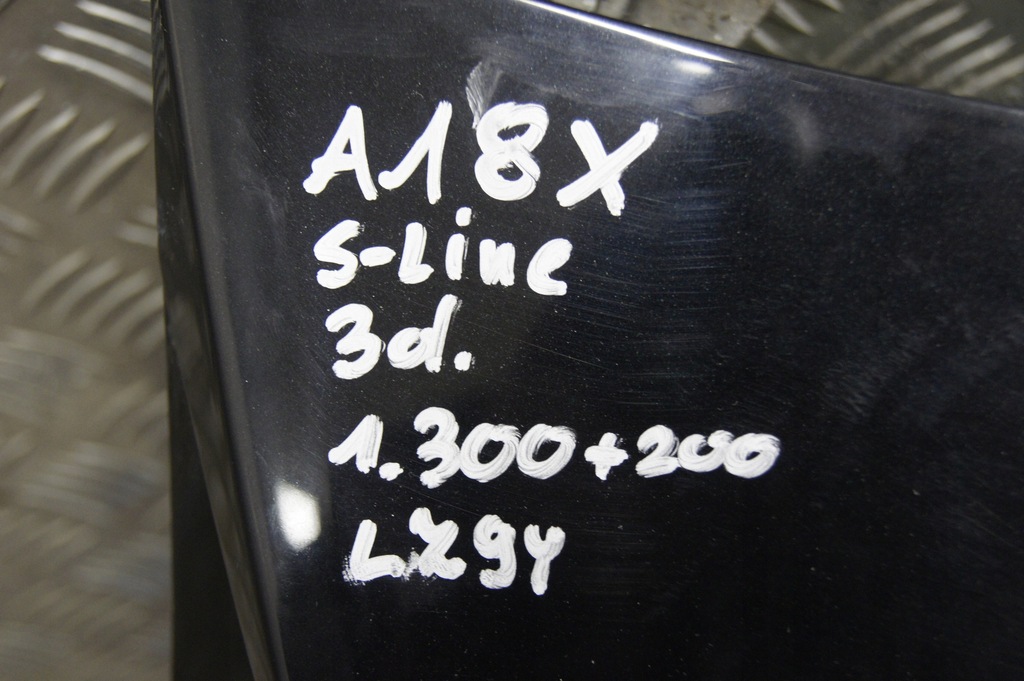 A18X
S-Line
3d.
1.300+200
LZ9Y